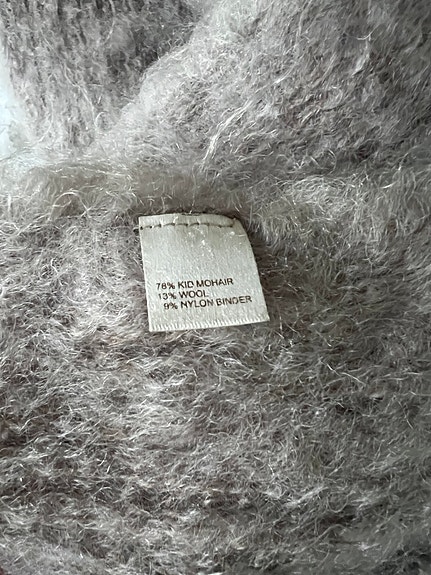 78% KID MOHAIR
13% WOOL
9% NYLON BINDER